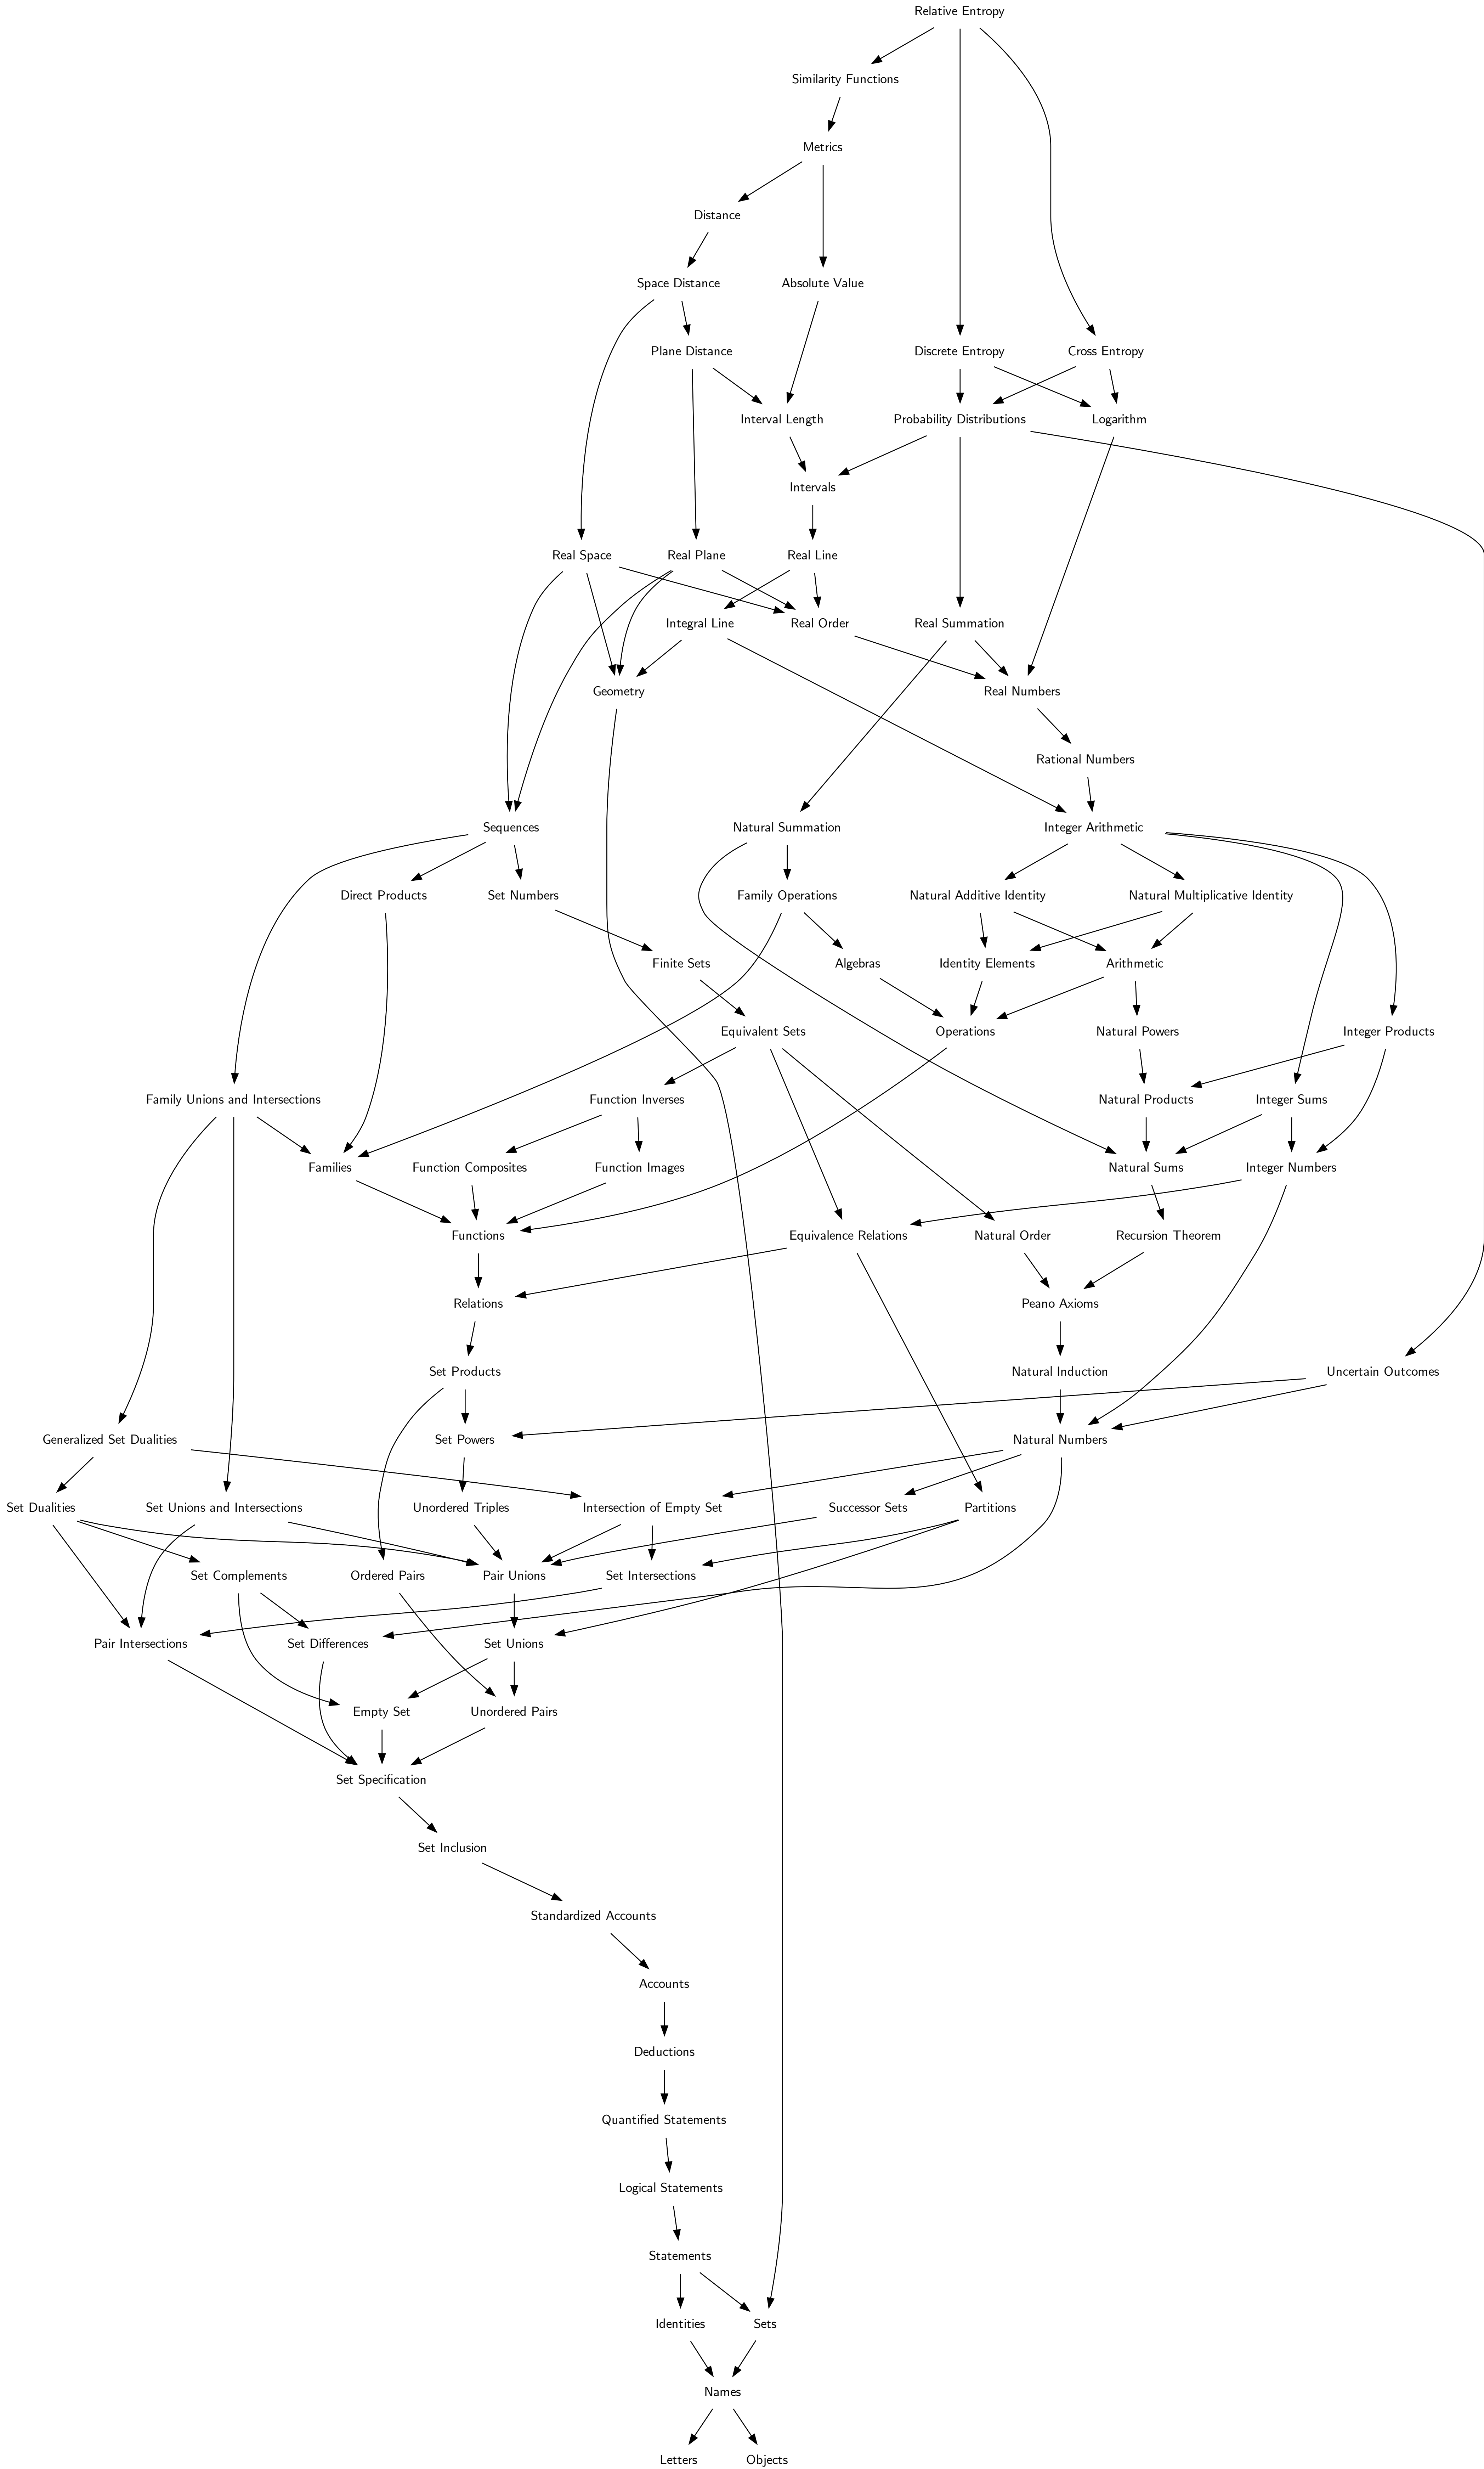 Relative Entropy
Similarity Functions
Metrics
Distance
Space Distance
Absolute Value
Plane Distance
Discrete Entropy
Cross Entropy
Interval Length
Probability Distributions
Logarithm
Intervals
Real Space
Real Plane
Real Line
Integral Line
Real Order
Real Summation
Geometry
Real Numbers
Rational Numbers
Sequences
Natural Summation
Integer Arithmetic
Direct Products
Set Numbers
Family Operations
Natural Additive Identity
Natural Multiplicative Identity
Finite Sets
Algebras
Identity Elements
Arithmetic
Equivalent Sets
Operations
Natural Powers
Integer Products
Family Unions and Intersections
Function Inverses
Natural Products
Integer Sums
Families
Function Composites
Function Images
Natural Sums
Integer Numbers
Functions
Equivalence Relations
Natural Order
Recursion Theorem
Relations
Peano Axioms
Set Products
Natural Induction
Uncertain Outcomes
Generalized Set Dualities
Set Powers
Natural Numbers
Set Dualities
Set Unions and Intersections
Unordered Triples
Intersection of Empty Set
Successor Sets
Partitions
Set Complements
Ordered Pairs
Pair Unions
Set Intersections
Pair Intersections
Set Differences
Set Unions
Empty Set
Unordered Pairs
Set Specification
Set Inclusion
Standardized Accounts
Accounts
Deductions
Quantified Statements
Logical Statements
Statements
Identities
Sets
Names
Letters
Objects